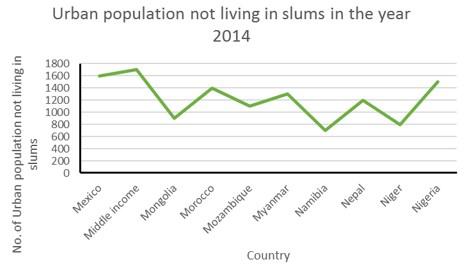 Urban population not living in slums in the year
2014
No. of Urban population not living in
slums
1800
1600
1400
1200
1000
800
600
400
200
0
Mexico
Middle income
Mongolia
Morocco
Mozambique
Myanmar
Namibia
Nepal
Niger
Nigeria
Country